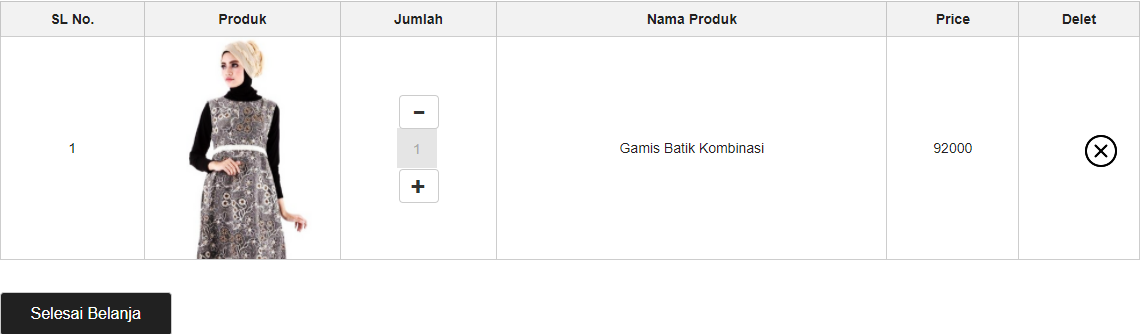 SL No. Produk Jumlah Nama Produk Price Delet
−
1 1 Gamis Batik Kombinasi 92000
+
Selesai Belanja